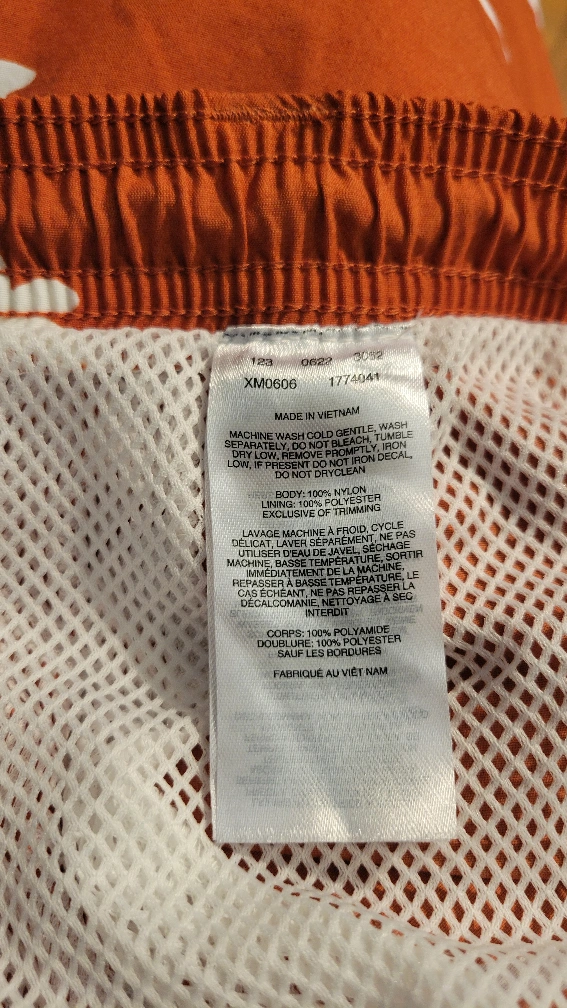 123 0622 3082
XM0606 1774041
MADE IN VIETNAM
MACHINE WASH COLD GENTLE, WASH
SEPARATELY, DO NOT BLEACH, TUMBLE
DRY LOW, REMOVE PROMPTLY, IRON
LOW, IF PRESENT DO NOT IRON DECAL,
DO NOT DRYCLEAN
BODY: 100% NYLON
LINING: 100% POLYESTER
EXCLUSIVE OF TRIMMING
LAVAGE MACHINE À FROID, CYCLE
DÉLICAT, LAVER SÉPARÉMENT, NE PAS
UTILISER D'EAU DE JAVEL, SÉCHAGE
MACHINE, BASSE TEMPÉRATURE, SORTIR
IMMÉDIATEMENT DE LA MACHINE,
REPASSER À BASSE TEMPÉRATURE, LE
CAS ÉCHÉANT, NE PAS REPASSER LA
DÉCALCOMANIE, NETTOYAGE À SEC
INTERDIT
CORPS: 100% POLYAMIDE
DOUBLURE: 100% POLYESTER
SAUF LES BORDURES
FABRIQUÉ AU VIÊT NAM